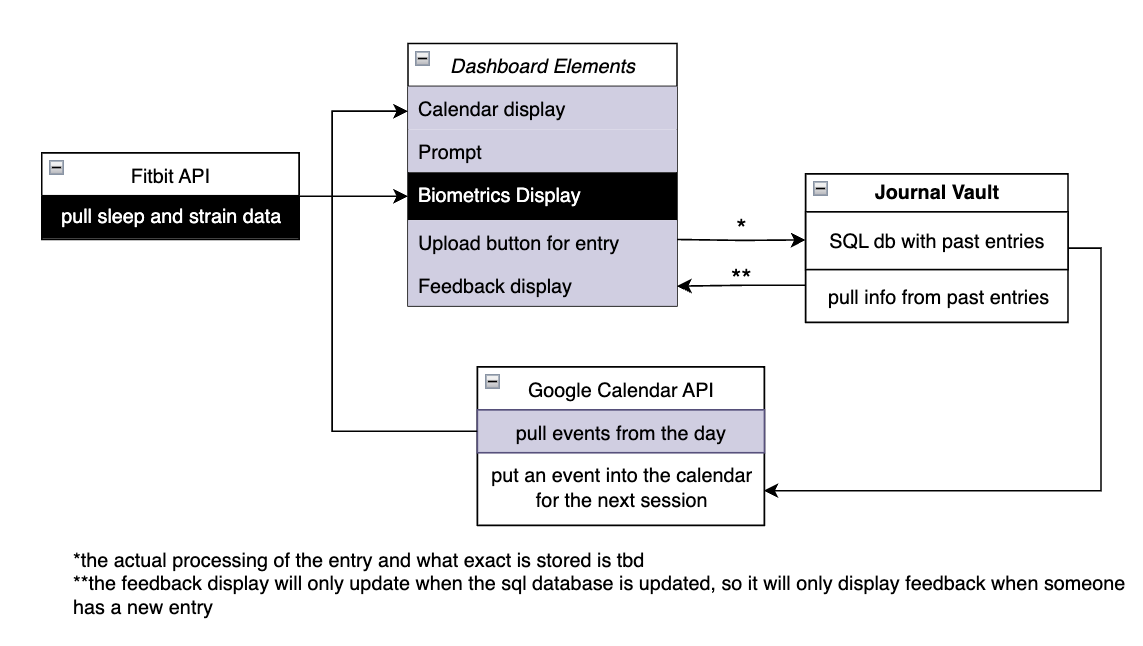 Dashboard Elements
Calendar display
Prompt
Biometrics Display
Upload button for entry
Feedback display
Fitbit API
pull sleep and strain data
*
**
Journal Vault
SQL db with past entries
pull info from past entries
Google Calendar API
pull events from the day
put an event into the calendar
for the next session
*the actual processing of the entry and what exact is stored is tbd
**the feedback display will only update when the sql database is updated, so it will only display feedback when someone
has a new entry